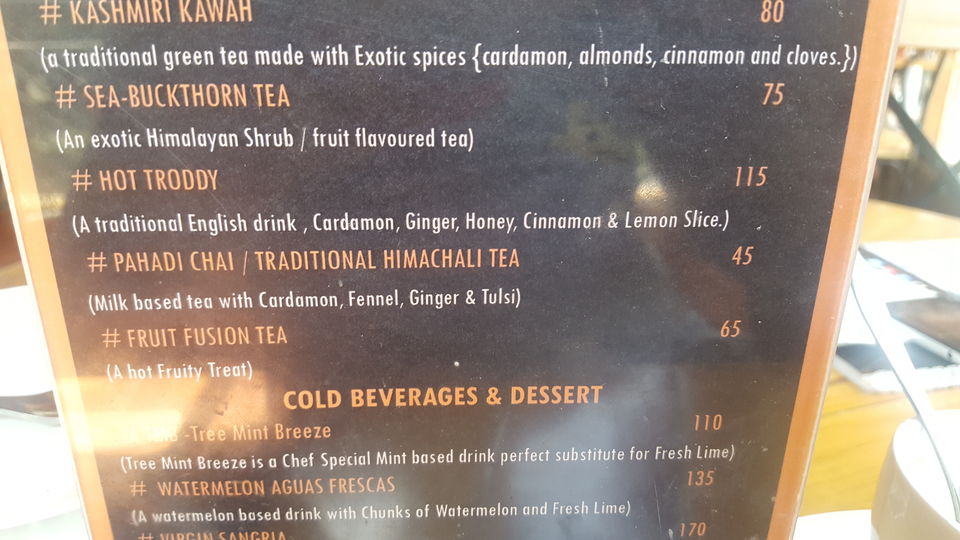 # KASHMIRI KAWAH 80
(a traditional green tea made with Exotic spices {cardamon, almonds, cinnamon and cloves.})
# SEA-BUCKTHORN TEA 75
(An exotic Himalayan Shrub / fruit flavoured tea)
# HOT TRODDY 115
(A traditional English drink , Cardamon, Ginger, Honey, Cinnamon & Lemon Slice.)
# PAHADI CHAI / TRADITIONAL HIMACHALI TEA 45
(Milk based tea with Cardamon, Fennel, Ginger & Tulsi)
# FRUIT FUSION TEA 65
(A hot Fruity Treat)
COLD BEVERAGES & DESSERT
-Tree Mint Breeze 110
(Tree Mint Breeze is a Chef Special Mint based drink perfect substitute for Fresh Lime)
# WATERMELON AGUAS FRESCAS 135
(A watermelon based drink with Chunks of Watermelon and Fresh Lime)
# VIRGIN SANGRIA 170